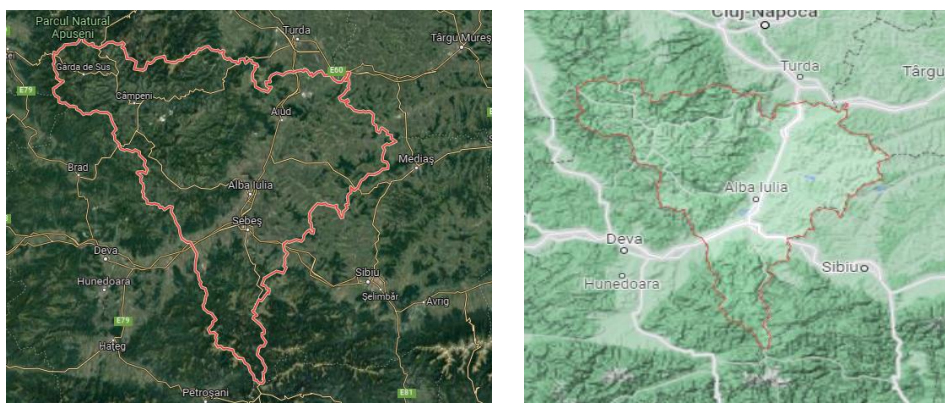 Parcul Natural
Apuseni
Turda
Târgu Mureș
Gârda de Sus
E60
E79
Câmpeni
Aiud
Brad
Mediaș
Alba Iulia
Sebeș
Deva
Hunedoara
Sibiu
Șelimbăr
Avrig
E79
Hațeg
Petroșani
E81
Cluj-Napoca
Turda
Târgu
Alba Iulia
Deva
Sibiu
Hunedoara